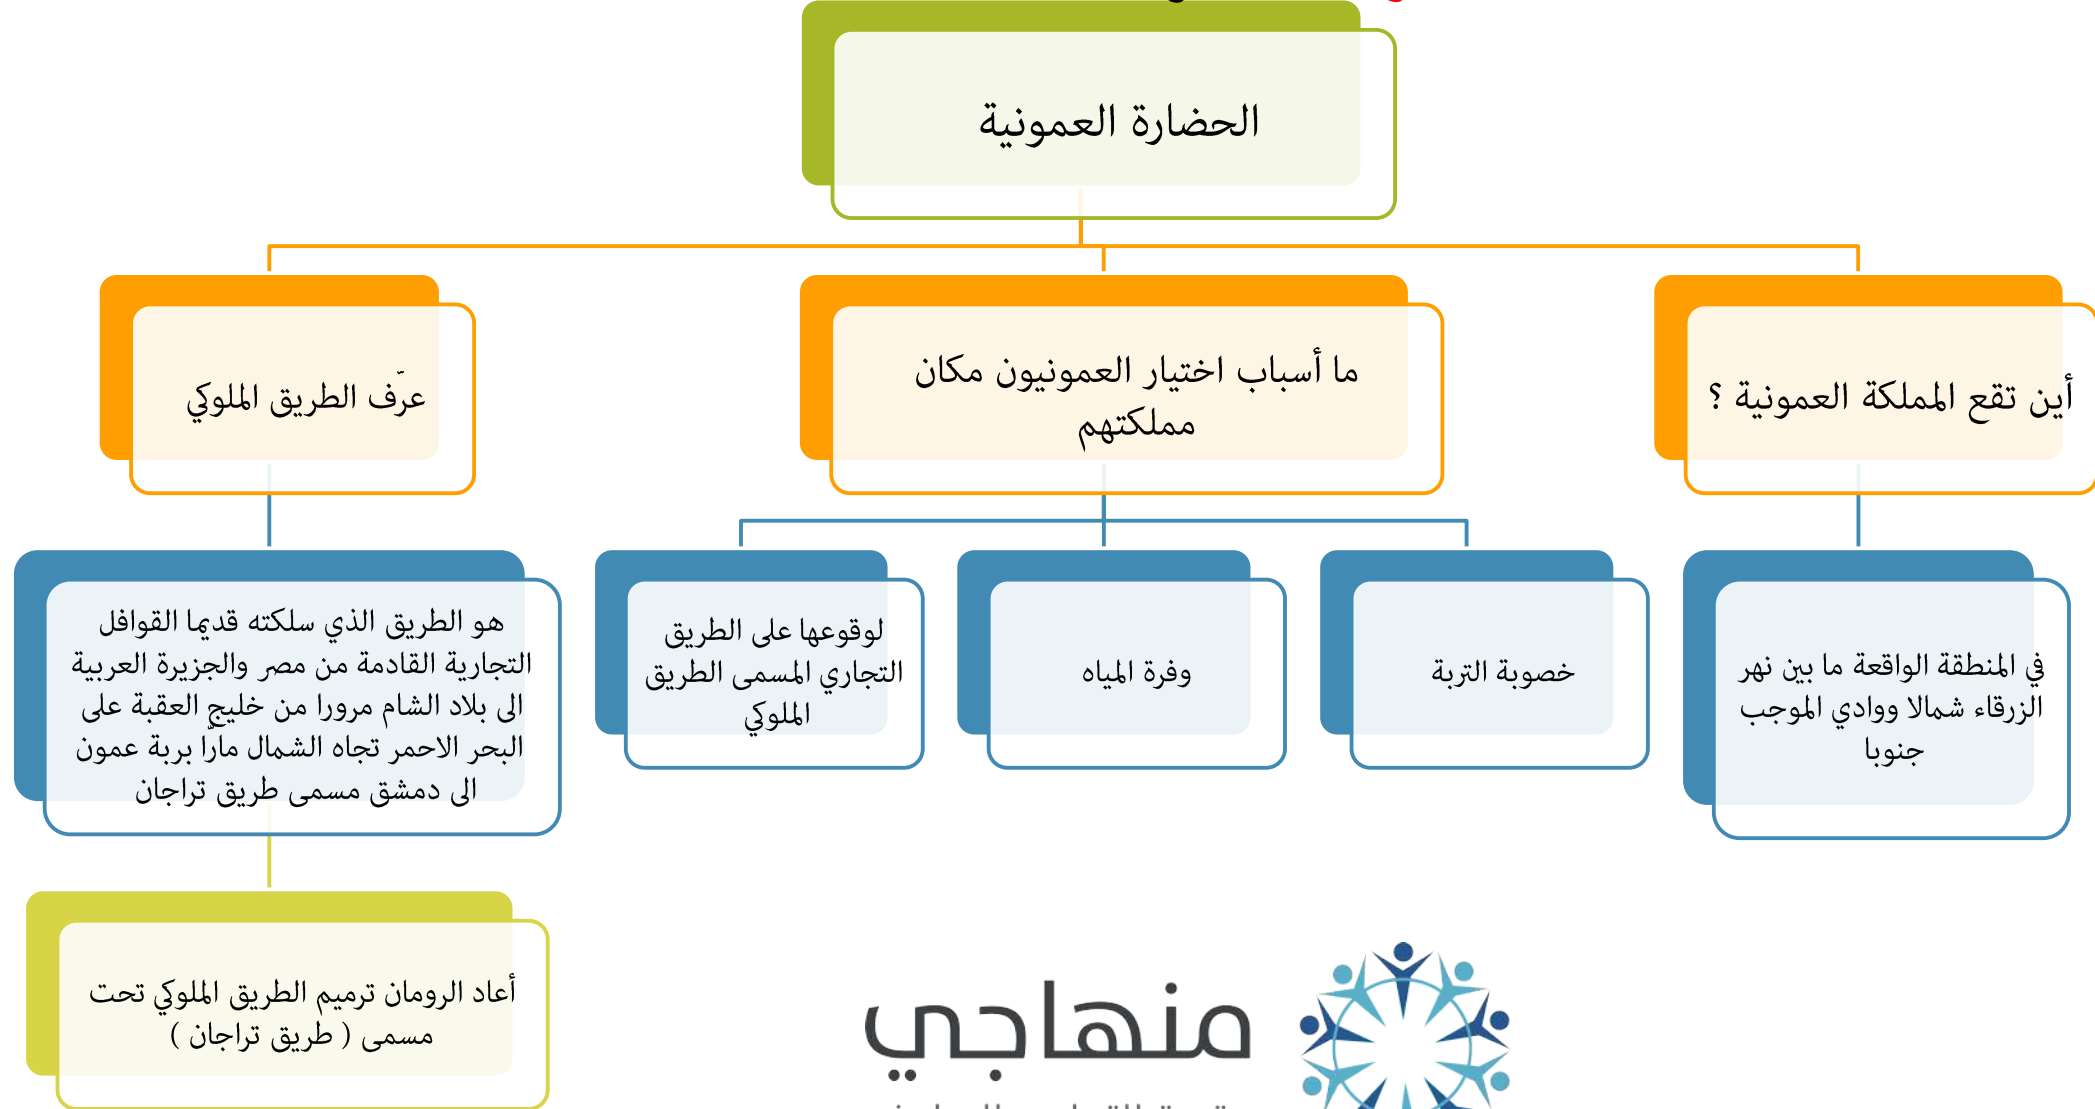 الحضارة العمونية
أين تقع المملكة العمونية ؟
ما أسباب اختيار العمونيون مكان
مملكتهم
عرّف الطريق الملوكي
في المنطقة الواقعة ما بين نهر
الزرقاء شمالا ووادي الموجب
جنوبا
خصوبة التربة
وفرة المياه
لوقوعها على الطريق
التجاري المسمى الطريق
الملوكي
هو الطريق الذي سلكته قديما القوافل
التجارية القادمة من مصر والجزيرة العربية
الى بلاد الشام مرورا من خليج العقبة على
البحر الاحمر تجاه الشمال مارّا بربة عمون
الى دمشق مسمى طريق تراجان
أعاد الرومان ترميم الطريق الملوكي تحت
مسمى ( طريق تراجان )
منهاجي